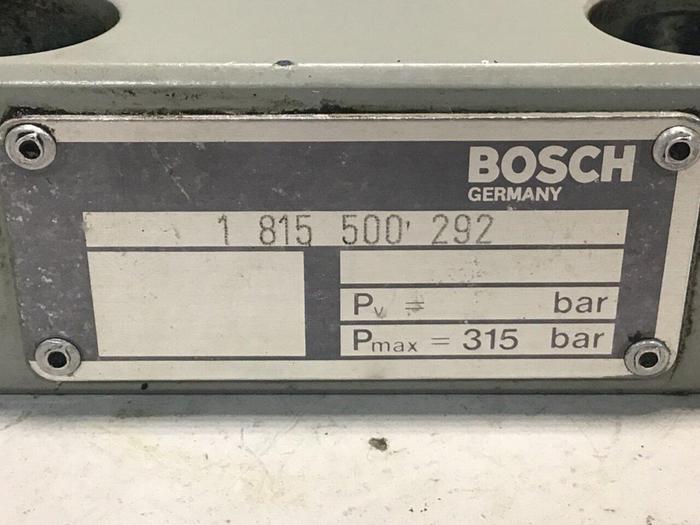 BOSCH
GERMANY
1 815 500 292
Pv = bar
Pmax = 315 bar